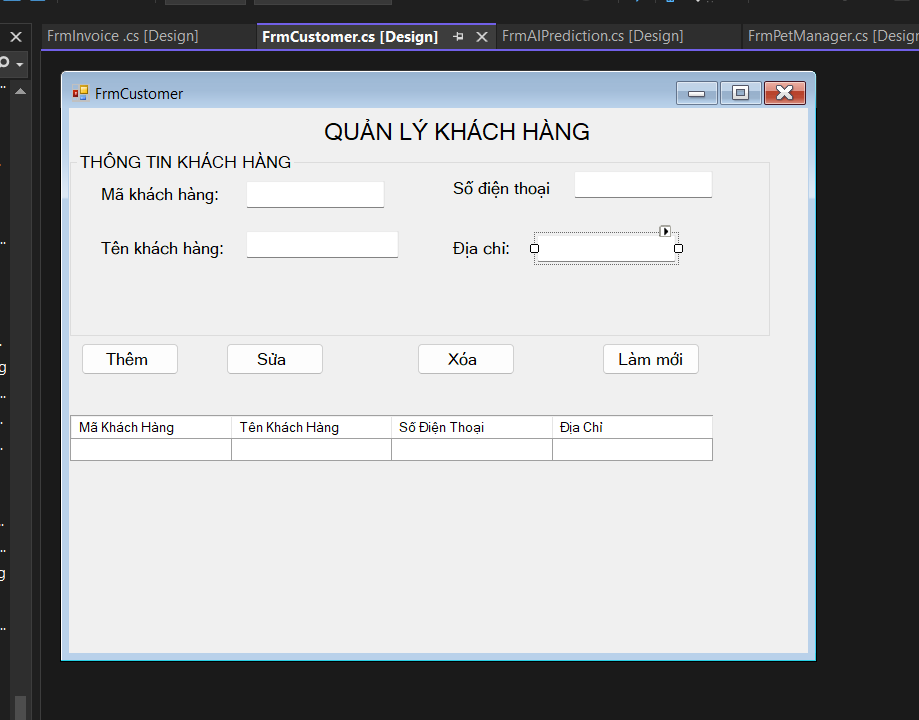 FrmInvoice .cs [Design] FrmCustomer.cs [Design] FrmAIPrediction.cs [Design] FrmPetManager.cs [Design
FrmCustomer
QUẢN LÝ KHÁCH HÀNG
THÔNG TIN KHÁCH HÀNG
Mã khách hàng: Số điện thoại
Tên khách hàng: Địa chỉ:
Thêm Sửa Xóa Làm mới
Mã Khách Hàng Tên Khách Hàng Số Điện Thoại Địa Chỉ